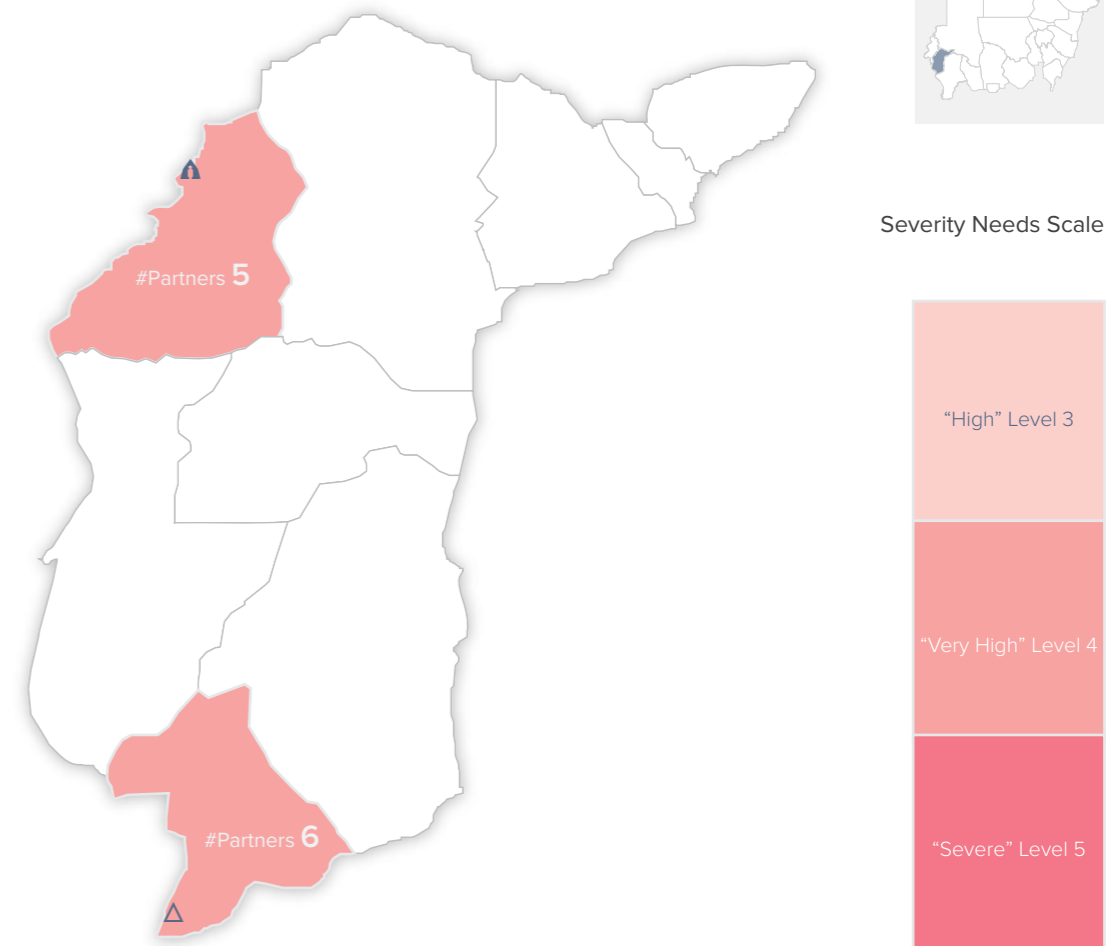 Severity Needs Scale
#Partners 5
“High” Level 3
“Very High” Level 4
#Partners 6
“Severe” Level 5